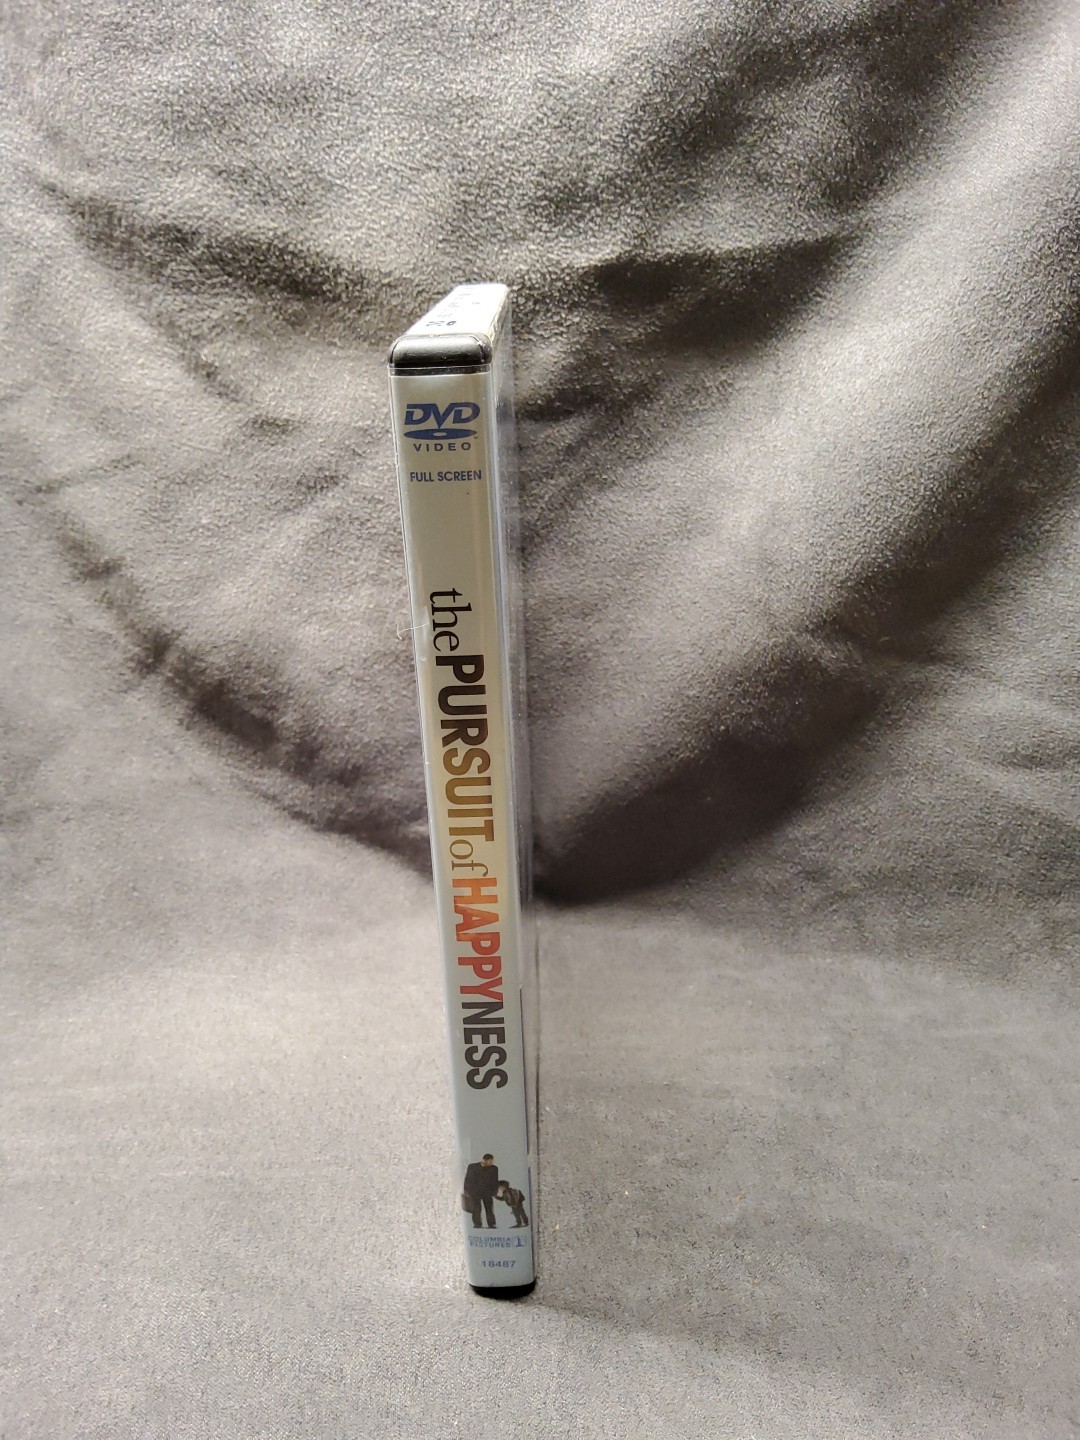 DVD
VIDEO
FULL SCREEN
the PURSUIT of HAPPYNESS
COLUMBIA
PICTURES
18487